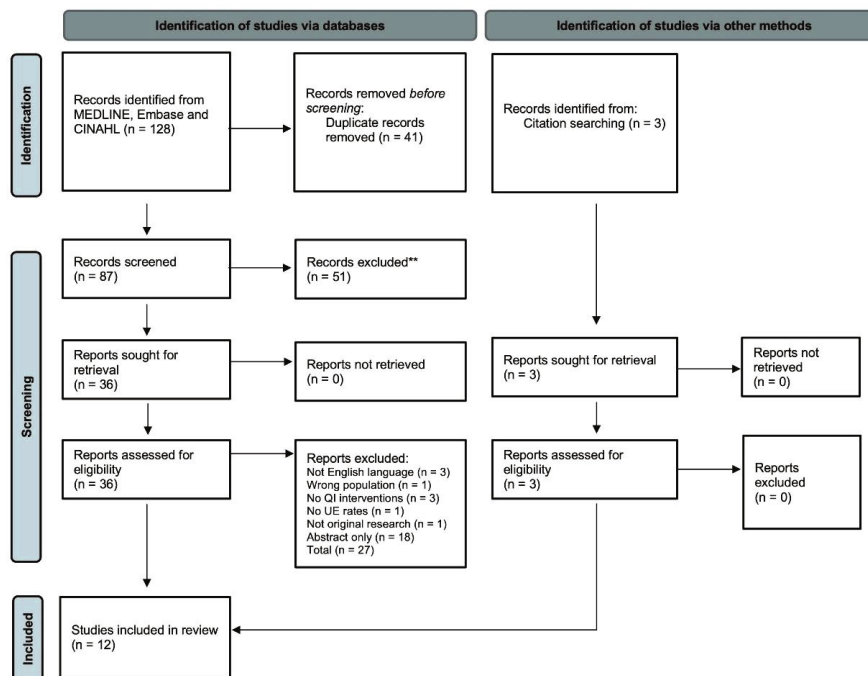 Identification of studies via databases
Identification of studies via other methods
Identification
Records identified from
MEDLINE, Embase and
CINAHL (n = 128)
Records removed before
screening:
Duplicate records
removed (n = 41)
Records identified from:
Citation searching (n = 3)
Screening
Records screened
(n = 87)
Records excluded**
(n = 51)
Reports sought for
retrieval
(n = 36)
Reports not retrieved
(n = 0)
Reports sought for retrieval
(n = 3)
Reports not
retrieved
(n = 0)
Reports assessed for
eligibility
(n = 36)
Reports excluded:
Not English language (n = 3)
Wrong population (n = 1)
No QI interventions (n = 3)
No UE rates (n = 1)
Not original research (n = 1)
Abstract only (n = 18)
Total (n = 27)
Reports assessed for
eligibility
(n = 3)
Reports
excluded
(n = 0)
Included
Studies included in review
(n = 12)